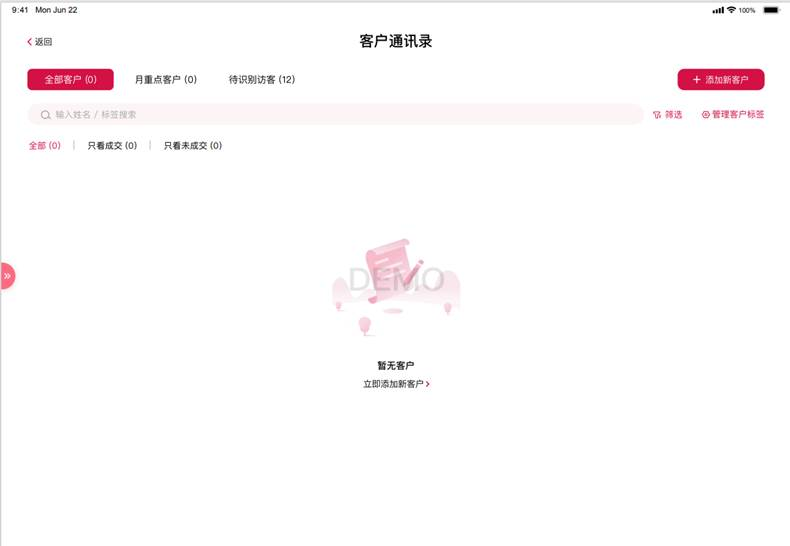 9:41 Mon Jun 22 100%
返回 客户通讯录
全部客户 (0) 月重点客户 (0) 待识别访客 (12) + 添加新客户
输入姓名 / 标签搜索 筛选 管理客户标签
全部 (0) | 只看成交 (0) | 只看未成交 (0)
DEMO
暂无客户
立即添加新客户